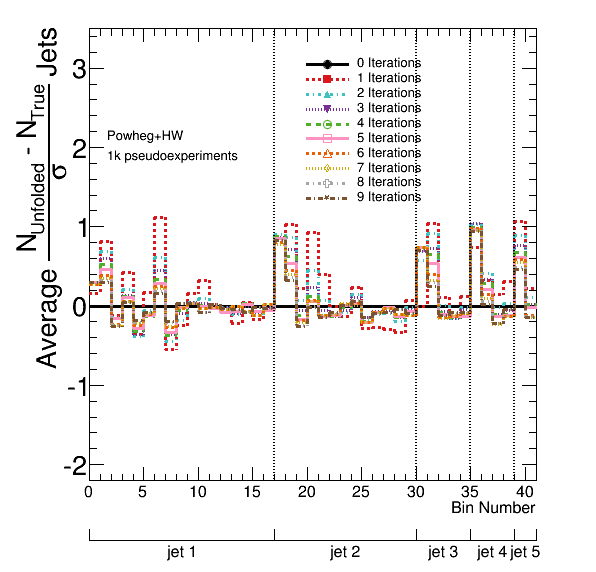 Average N_Unfolded - N_True / σ Jets
3
2
1
0
-1
-2
0 Iterations
1 Iterations
2 Iterations
3 Iterations
4 Iterations
5 Iterations
6 Iterations
7 Iterations
8 Iterations
9 Iterations
Powheg+HW
1k pseudoexperiments
0 5 10 15 20 25 30 35 40
Bin Number
jet 1 jet 2 jet 3 jet 4 jet 5